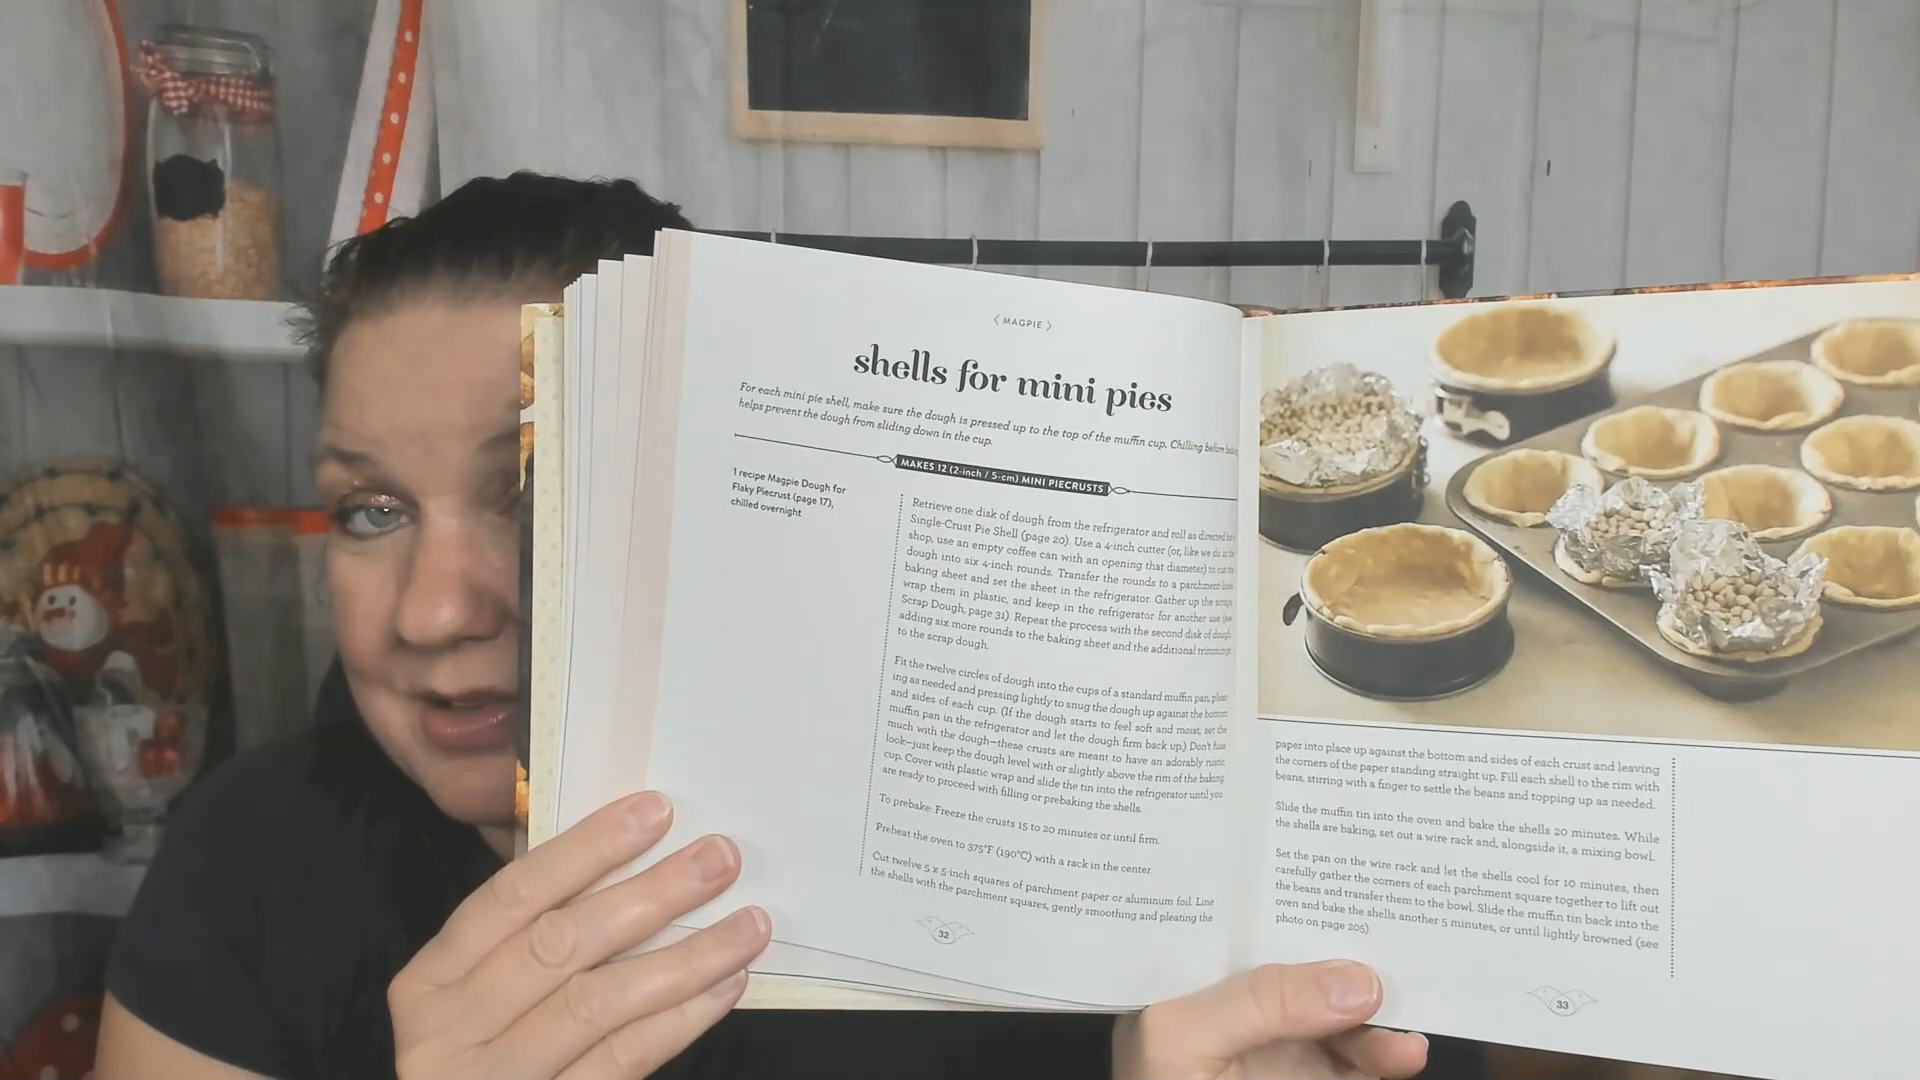 < MAGPIE >
shells for mini pies
For each mini pie shell, make sure the dough is pressed up to the top of the muffin cup. Chilling before
helps prevent the dough from sliding down in the cup.
MAKES 12 (2-inch / 5-cm) MINI PIECRUSTS
1 recipe Magpie Dough for
Flaky Piecrust (page 17),
chilled overnight
Retrieve one disk of dough from the refrigerator and roll as directed
Single-Crust Pie Shell (page 20). Use a 4-inch cutter (or, like we do
shop, use an empty coffee can with an opening that diameter) to cut
dough into six 4-inch rounds. Transfer the rounds to a
baking sheet and set the sheet in the refrigerator. Gather up the scraps
wrap them in plastic, and keep in the refrigerator for another use
Scrap Dough, page 31). Repeat the process with the second disk of dough,
adding six more rounds to the baking sheet and the additional trimmings
to the scrap dough.
Fit the twelve circles of dough into the cups of a standard muffin pan, pleat
ing as needed and pressing lightly to snug the dough up against the bottom
and sides of each cup. (If the dough starts to feel soft and moist, set the
muffin pan in the refrigerator and let the dough firm back up.) Don't fuss
much with the dough—these crusts are meant to have an adorably rustic
look—just keep the dough level with or slightly above the rim of the baking
cup. Cover with plastic wrap and slide the tin into the refrigerator until you
are ready to proceed with filling or prebaking the shells.
To prebake: Freeze the crusts 15 to 20 minutes or until firm.
Preheat the oven to 375°F (190°C) with a rack in the center.
Cut twelve 5 x 5-inch squares of parchment paper or aluminum foil. Line
the shells with the parchment squares, gently smoothing and pleating the
32
paper into place up against the bottom and sides of each crust and leaving
the corners of the paper standing straight up. Fill each shell to the rim with
beans, stirring with a finger to settle the beans and topping up as needed.
Slide the muffin tin into the oven and bake the shells 20 minutes. While
the shells are baking, set out a wire rack and, alongside it, a mixing bowl.
Set the pan on the wire rack and let the shells cool for 10 minutes, then
carefully gather the corners of each parchment square together to lift out
the beans and transfer them to the bowl. Slide the muffin tin back into the
oven and bake the shells another 5 minutes, or until lightly browned (see
photo on page 205).
33